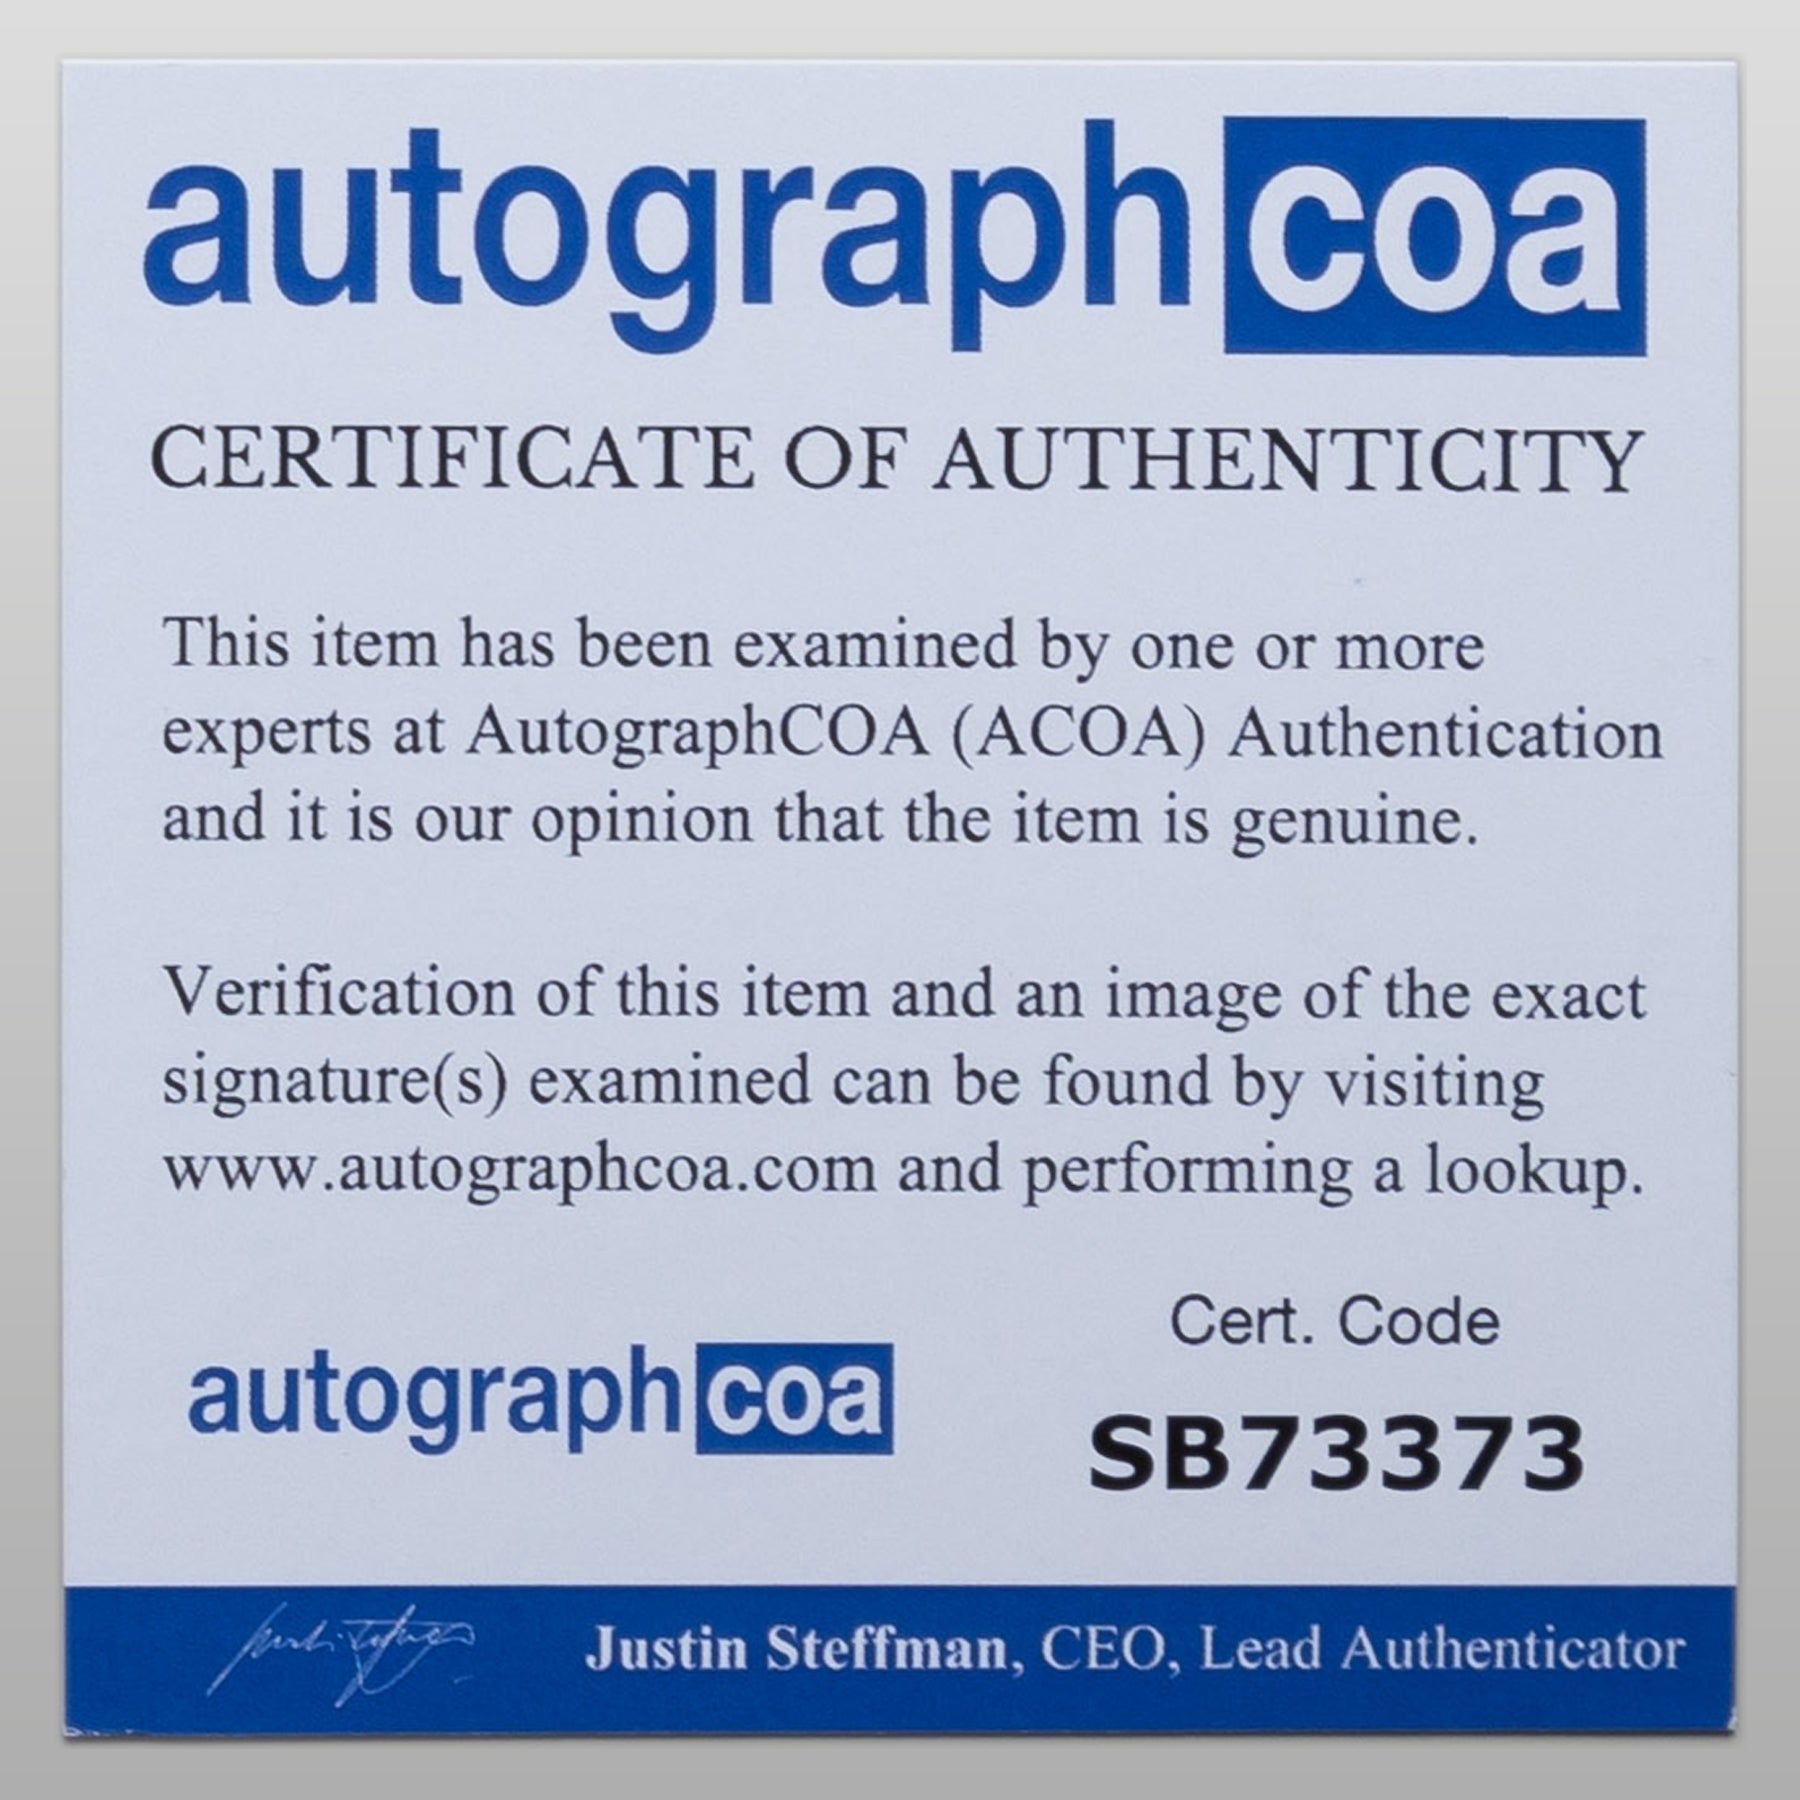 autographcoa
CERTIFICATE OF AUTHENTICITY
This item has been examined by one or more
experts at AutographCOA (ACOA) Authentication
and it is our opinion that the item is genuine.
Verification of this item and an image of the exact
signature(s) examined can be found by visiting
www.autographcoa.com and performing a lookup.
autographcoa
Cert. Code
SB73373
Justin Steffman, CEO, Lead Authenticator